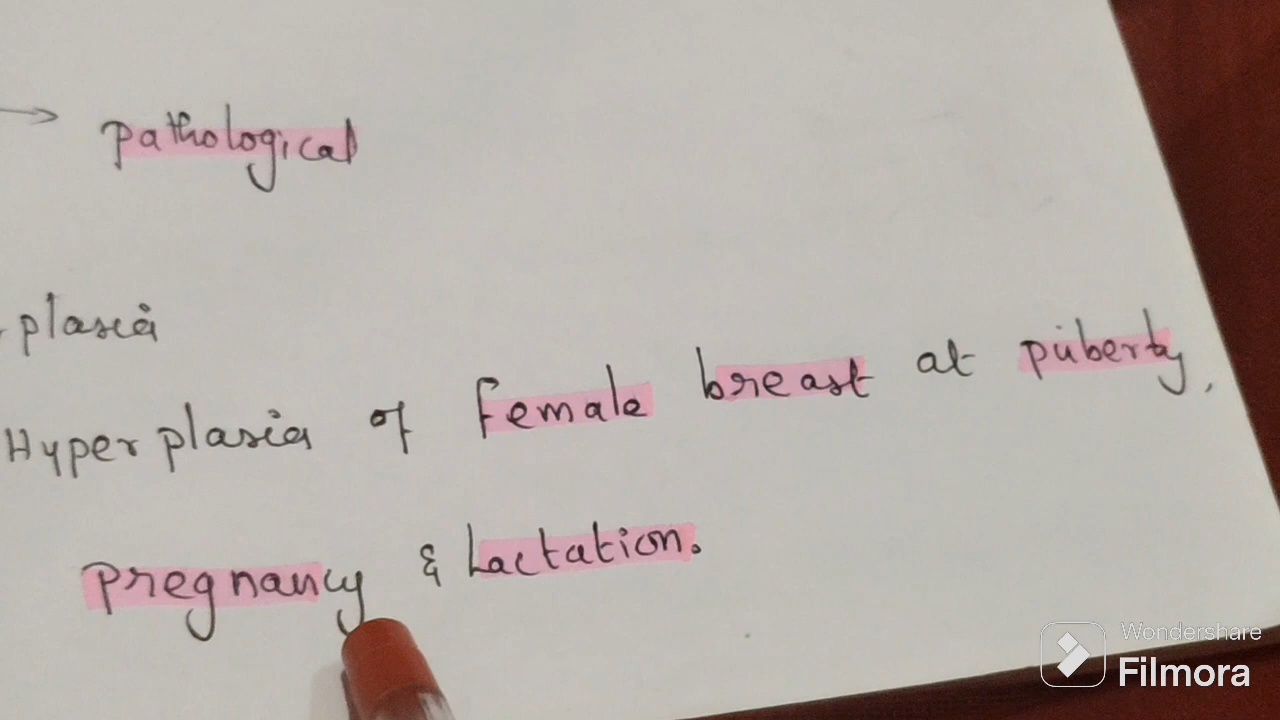 → pathological
plasia
Hyperplasia of Female breast at puberty,
pregnancy & Lactation.
Wondershare
Filmora